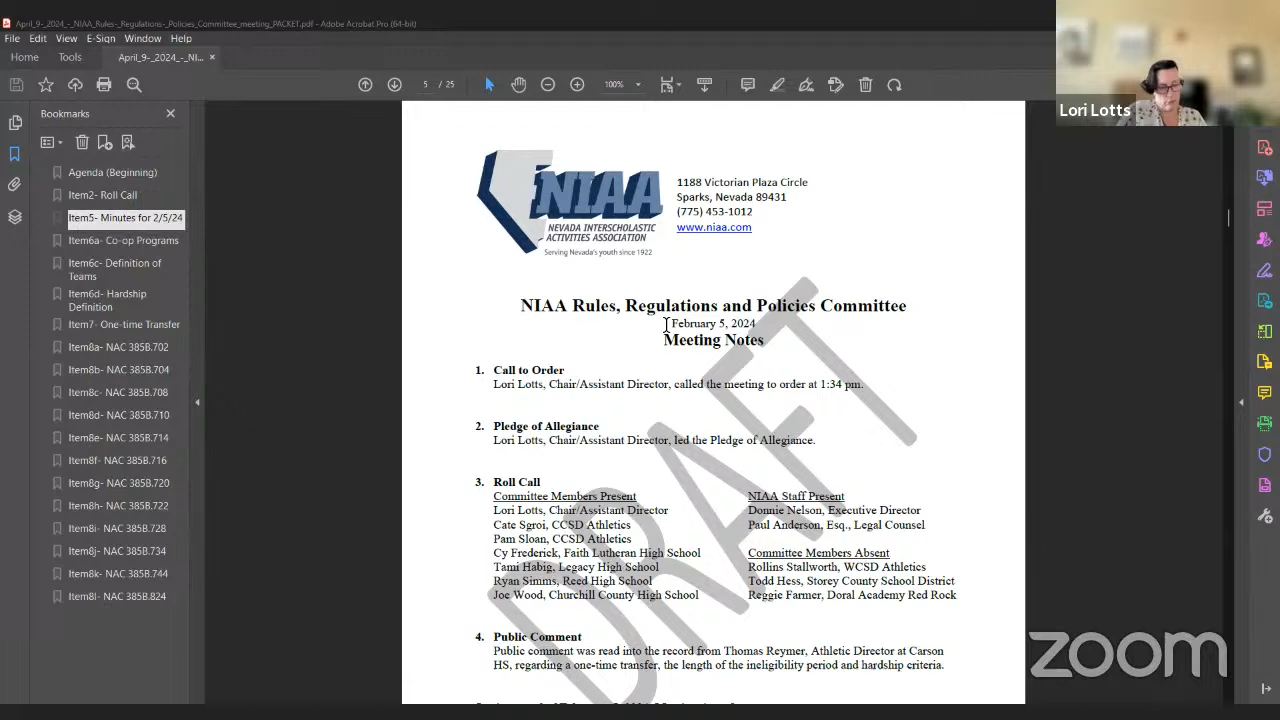 April_9-_2024_-_NIAA_Rules-_Regulations-_Policies_Committee_meeting_PACKET.pdf - Adobe Acrobat Pro (64-bit)
File Edit View E-Sign Window Help
Home Tools April_9-_2024_-_NI... ×
5 / 25 100%
Lori Lotts
Bookmarks
Agenda (Beginning)
Item2- Roll Call
Item5- Minutes for 2/5/24
Item6a- Co-op Programs
Item6c- Definition of
Teams
Item6d- Hardship
Definition
Item7- One-time Transfer
Item8a- NAC 385B.702
Item8b- NAC 385B.704
Item8c- NAC 385B.708
Item8d- NAC 385B.710
Item8e- NAC 385B.714
Item8f- NAC 385B.716
Item8g- NAC 385B.720
Item8h- NAC 385B.722
Item8i- NAC 385B.728
Item8j- NAC 385B.734
Item8k- NAC 385B.744
Item8l- NAC 385B.824
NIAA
NEVADA INTERSCHOLASTIC
ACTIVITIES ASSOCIATION
Serving Nevada's youth since 1922
1188 Victorian Plaza Circle
Sparks, Nevada 89431
(775) 453-1012
www.niaa.com
NIAA Rules, Regulations and Policies Committee
February 5, 2024
Meeting Notes
1. Call to Order
Lori Lotts, Chair/Assistant Director, called the meeting to order at 1:34 pm.
2. Pledge of Allegiance
Lori Lotts, Chair/Assistant Director, led the Pledge of Allegiance.
3. Roll Call
Committee Members Present
Lori Lotts, Chair/Assistant Director
Cate Sgroi, CCSD Athletics
Pam Sloan, CCSD Athletics
Cy Frederick, Faith Lutheran High School
Tami Habig, Legacy High School
Ryan Simms, Reed High School
Joe Wood, Churchill County High School
NIAA Staff Present
Donnie Nelson, Executive Director
Paul Anderson, Esq., Legal Counsel
Committee Members Absent
Rollins Stallworth, WCSD Athletics
Todd Hess, Storey County School District
Reggie Farmer, Doral Academy Red Rock
4. Public Comment
Public comment was read into the record from Thomas Reymer, Athletic Director at Carson
HS, regarding a one-time transfer, the length of the ineligibility period and hardship criteria.
DRAFT
zoom